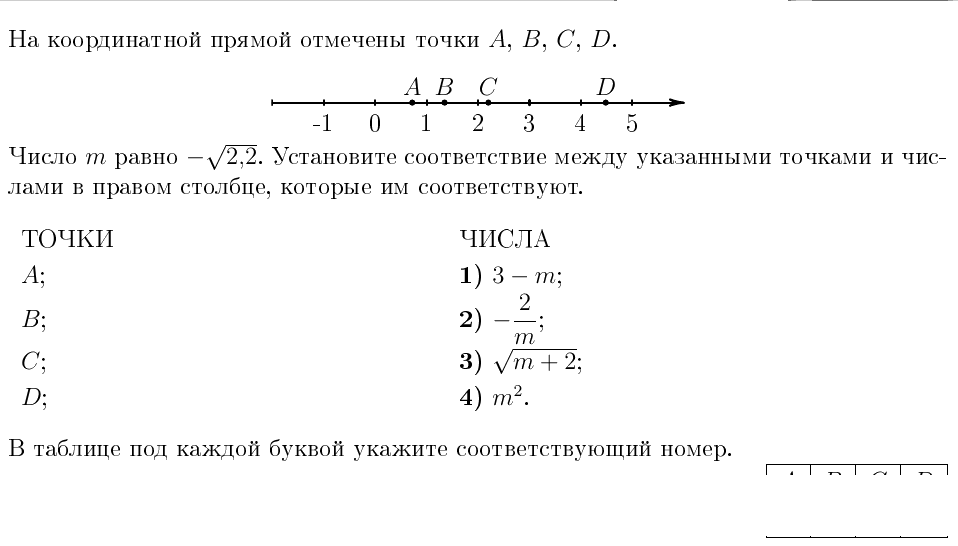 На координатной прямой отмечены точки A, B, C, D.
A B C D
-1 0 1 2 3 4 5
Число m равно −√2,2. Установите соответствие между указанными точками и чис-
лами в правом столбце, которые им соответствуют.
ТОЧКИ ЧИСЛА
A; 1) 3 − m;
B; 2) −2/m;
C; 3) √(m + 2);
D; 4) m².
В таблице под каждой буквой укажите соответствующий номер.